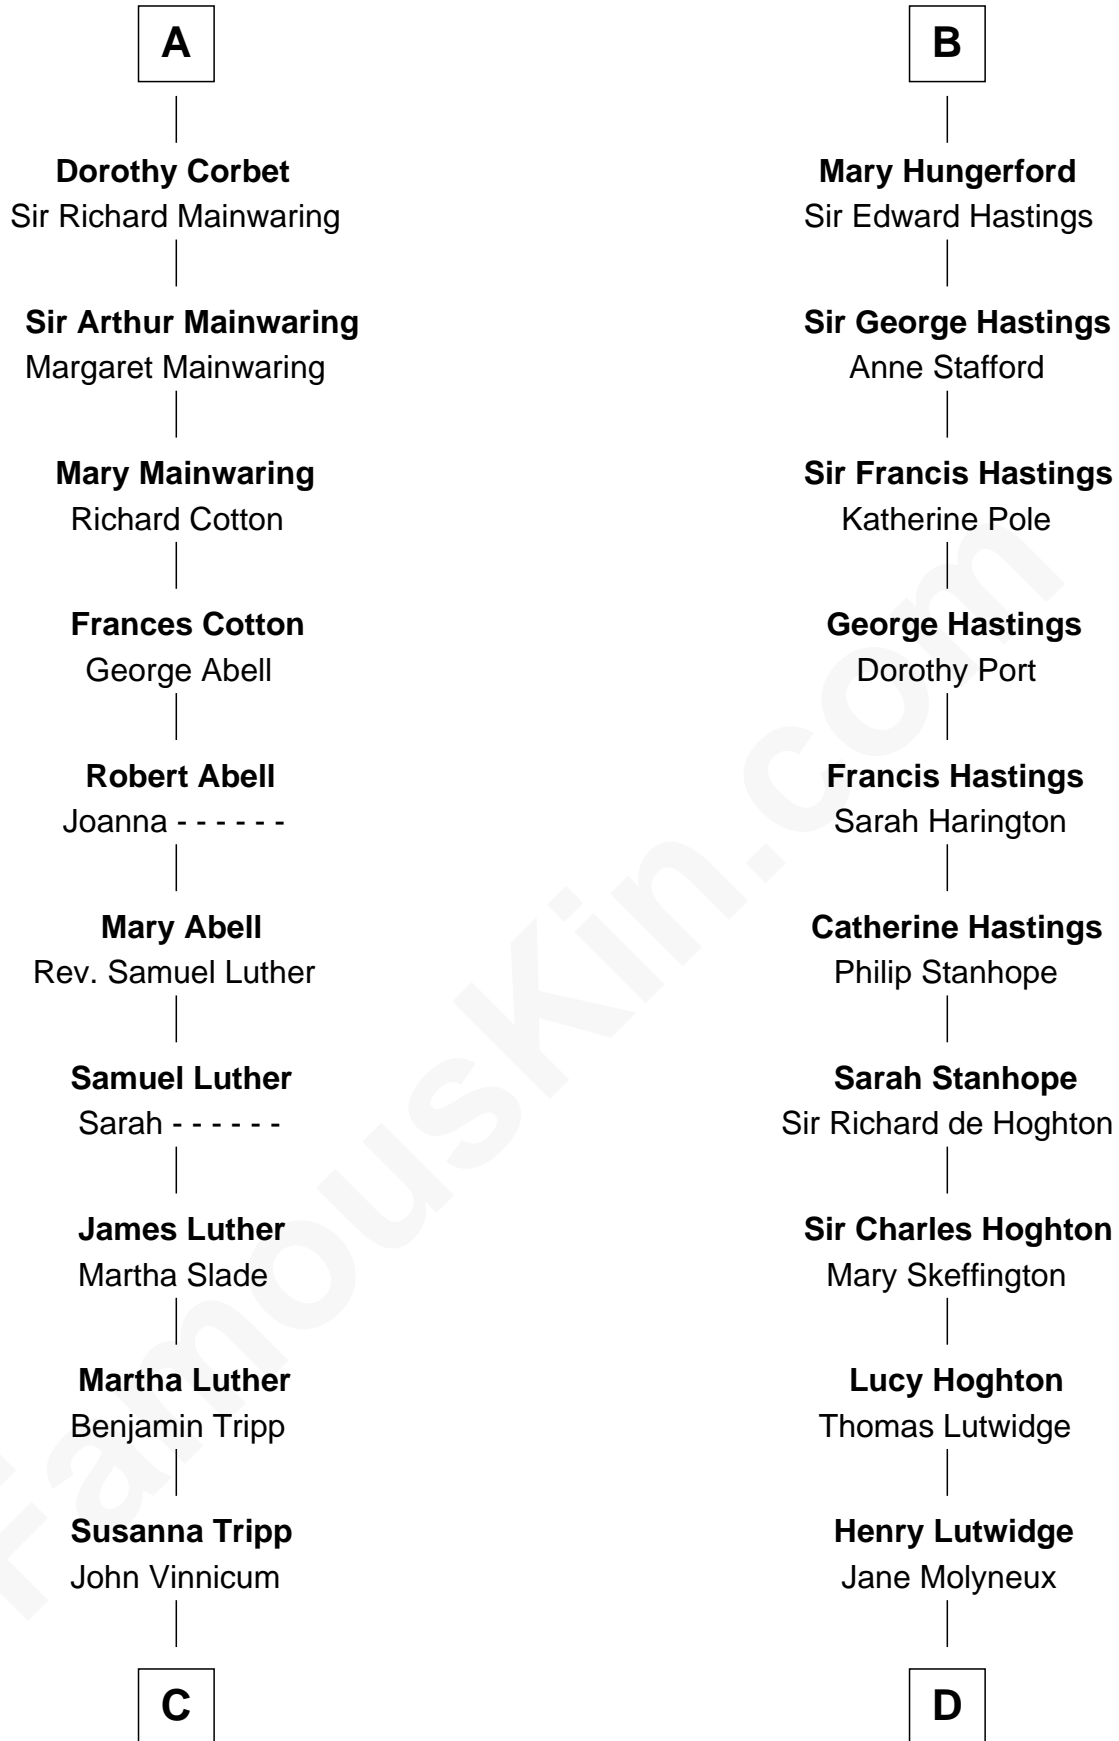 A
Dorothy Corbet
Sir Richard Mainwaring
Sir Arthur Mainwaring
Margaret Mainwaring
Mary Mainwaring
Richard Cotton
Frances Cotton
George Abell
Robert Abell
Joanna - - - - - -
Mary Abell
Rev. Samuel Luther
Samuel Luther
Sarah - - - - - -
James Luther
Martha Slade
Martha Luther
Benjamin Tripp
Susanna Tripp
John Vinnicum
C
B
Mary Hungerford
Sir Edward Hastings
Sir George Hastings
Anne Stafford
Sir Francis Hastings
Katherine Pole
George Hastings
Dorothy Port
Francis Hastings
Sarah Harington
Catherine Hastings
Philip Stanhope
Sarah Stanhope
Sir Richard de Hoghton
Sir Charles Hoghton
Mary Skeffington
Lucy Hoghton
Thomas Lutwidge
Henry Lutwidge
Jane Molyneux
D
FamousKin.com